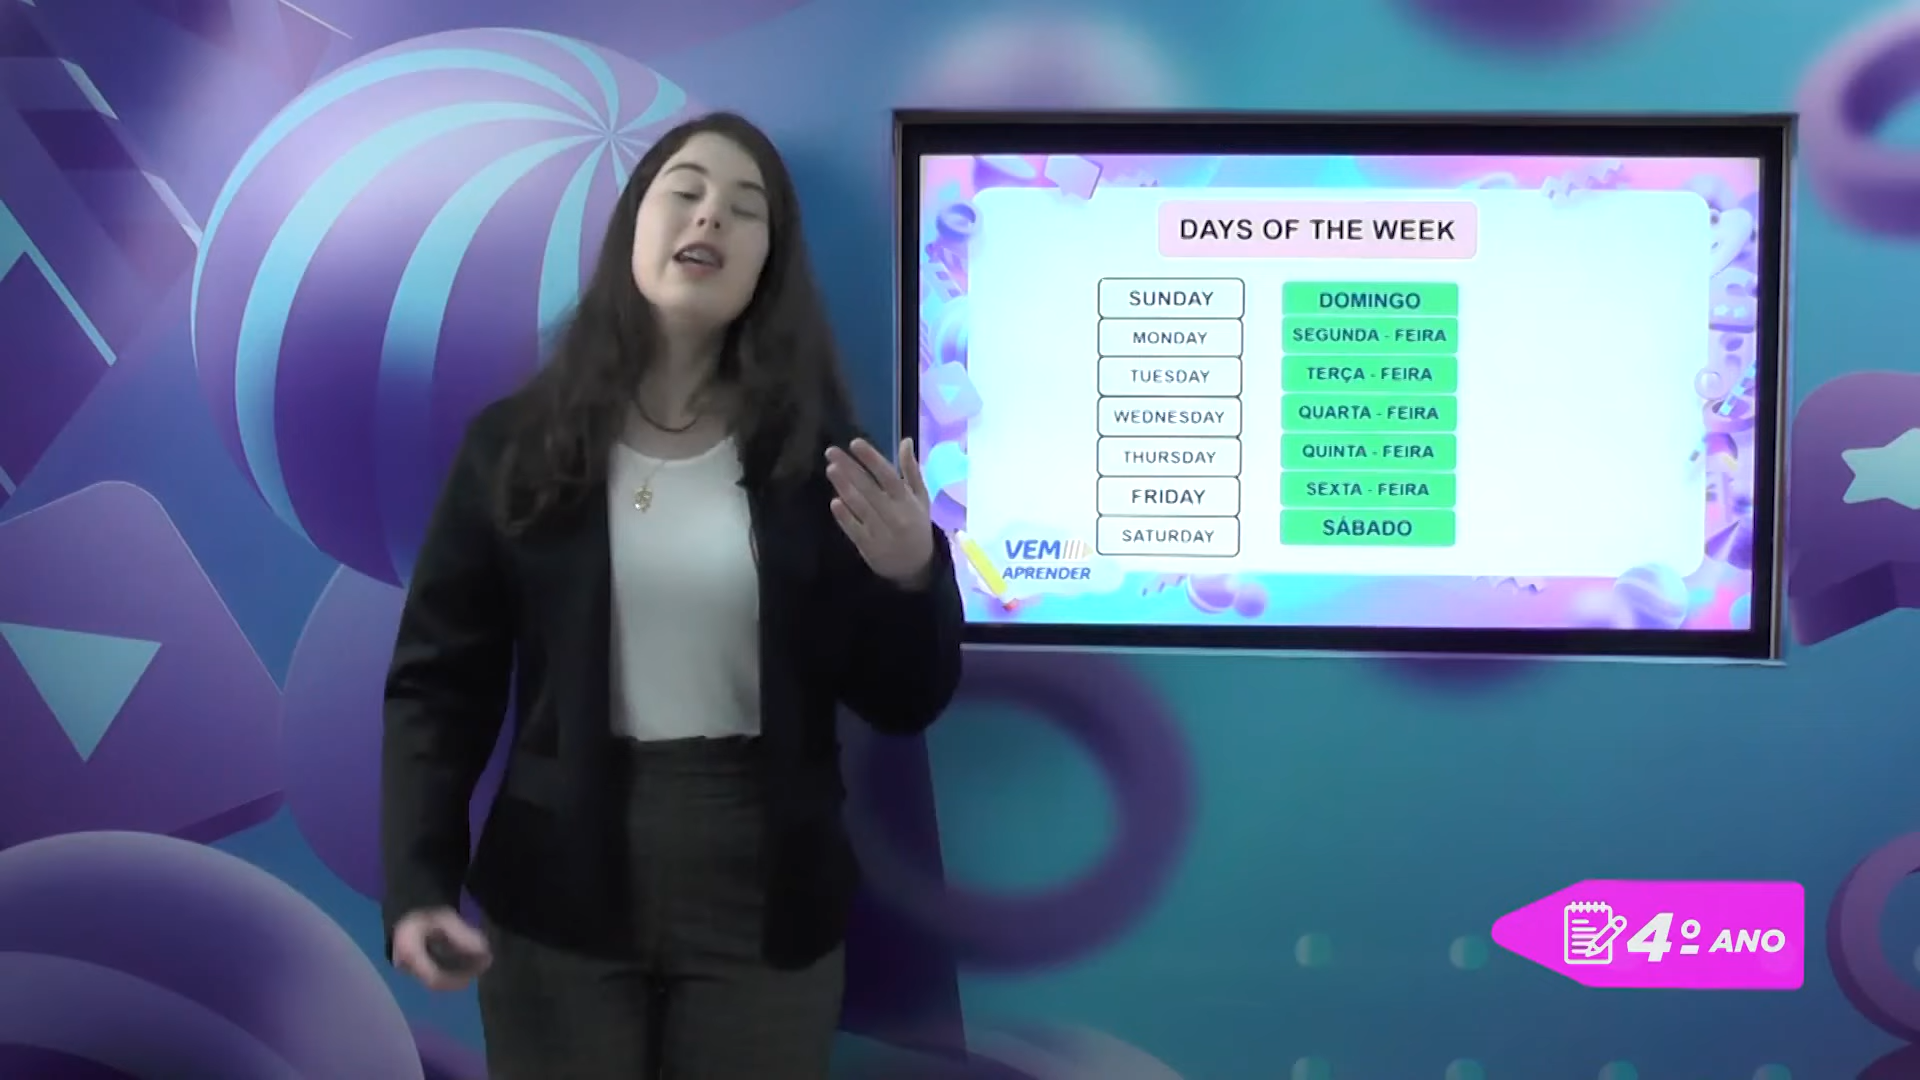 DAYS OF THE WEEK
SUNDAY
MONDAY
TUESDAY
WEDNESDAY
THURSDAY
FRIDAY
SATURDAY
DOMINGO
SEGUNDA - FEIRA
TERÇA - FEIRA
QUARTA - FEIRA
QUINTA - FEIRA
SEXTA - FEIRA
SÁBADO
VEM
APRENDER
4º ANO